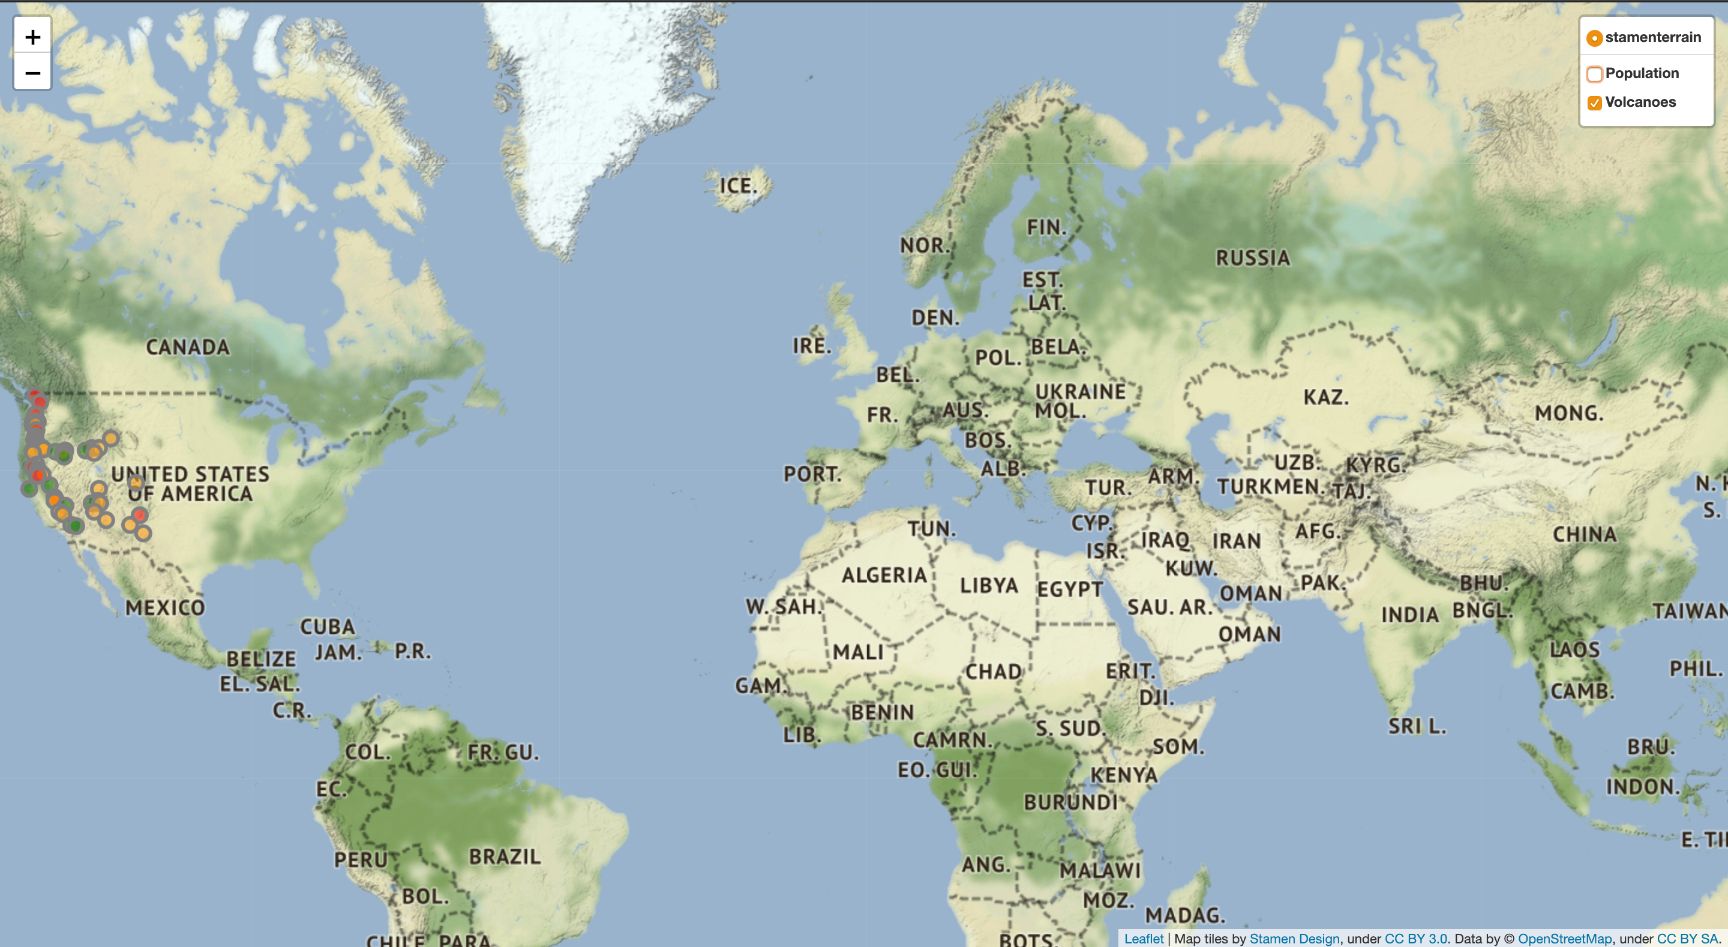 +
−
stamenterrain
Population
Volcanoes
ICE.
NOR.
FIN.
RUSSIA
EST.
LAT.
DEN.
IRE.
CANADA
POL.
BELA.
BEL.
UKRAINE
MOL.
KAZ.
FR.
AUS.
MONG.
BOS.
ALB.
PORT.
UNITED STATES
OF AMERICA
TUR.
ARM.
UZB.
KYRG.
TURKMEN.
TAJ.
S.
CYP.
TUN.
ISR.
IRAQ
IRAN
AFG.
CHINA
ALGERIA
LIBYA
EGYPT
KUW.
OMAN
PAK.
BHU.
MEXICO
W. SAH.
SAU. AR.
INDIA
BNGL.
TAIWAN
CUBA
JAM.
P.R.
OMAN
BELIZE
MALI
LAOS
EL. SAL.
GAM.
CHAD
ERIT.
DJI.
PHIL.
CAMB.
C.R.
BENIN
LIB.
CAMRN.
S. SUD.
SOM.
SRI L.
COL.
FR. GU.
EQ. GUI.
KENYA
BRU.
INDON.
EC.
BURUNDI
PERU
BRAZIL
ANG.
MALAWI
MOZ.
BOL.
MADAG.
CHILE
PARA.
BOTS.
Leaflet | Map tiles by Stamen Design, under CC BY 3.0. Data by © OpenStreetMap, under CC BY SA.